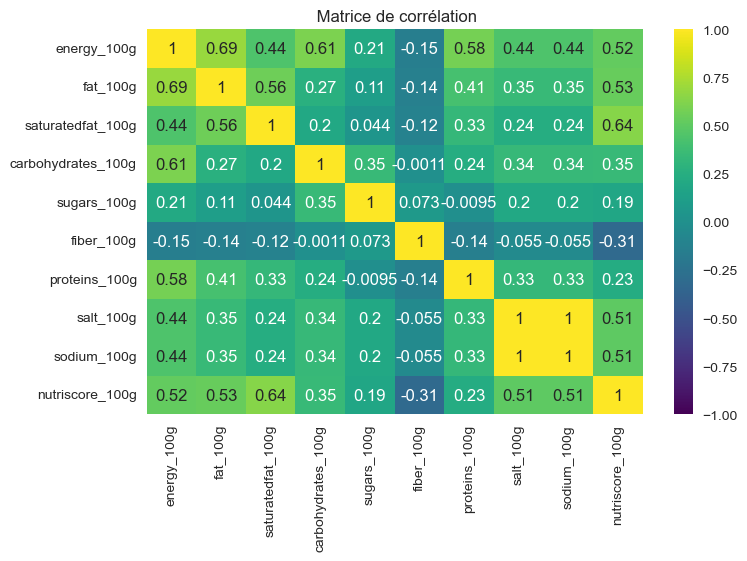 Matrice de corrélation
energy_100g 1 0.69 0.44 0.61 0.21 -0.15 0.58 0.44 0.44 0.52
fat_100g 0.69 1 0.56 0.27 0.11 -0.14 0.41 0.35 0.35 0.53
saturatedfat_100g 0.44 0.56 1 0.2 0.044 -0.12 0.33 0.24 0.24 0.64
carbohydrates_100g 0.61 0.27 0.2 1 0.35 -0.0011 0.24 0.34 0.34 0.35
sugars_100g 0.21 0.11 0.044 0.35 1 0.073 -0.0095 0.2 0.2 0.19
fiber_100g -0.15 -0.14 -0.12 -0.0011 0.073 1 -0.14 -0.055 -0.055 -0.31
proteins_100g 0.58 0.41 0.33 0.24 -0.0095 -0.14 1 0.33 0.33 0.23
salt_100g 0.44 0.35 0.24 0.34 0.2 -0.055 0.33 1 1 0.51
sodium_100g 0.44 0.35 0.24 0.34 0.2 -0.055 0.33 1 1 0.51
nutriscore_100g 0.52 0.53 0.64 0.35 0.19 -0.31 0.23 0.51 0.51 1
energy_100g
fat_100g
saturatedfat_100g
carbohydrates_100g
sugars_100g
fiber_100g
proteins_100g
salt_100g
sodium_100g
nutriscore_100g
1.00
0.75
0.50
0.25
0.00
−0.25
−0.50
−0.75
−1.00